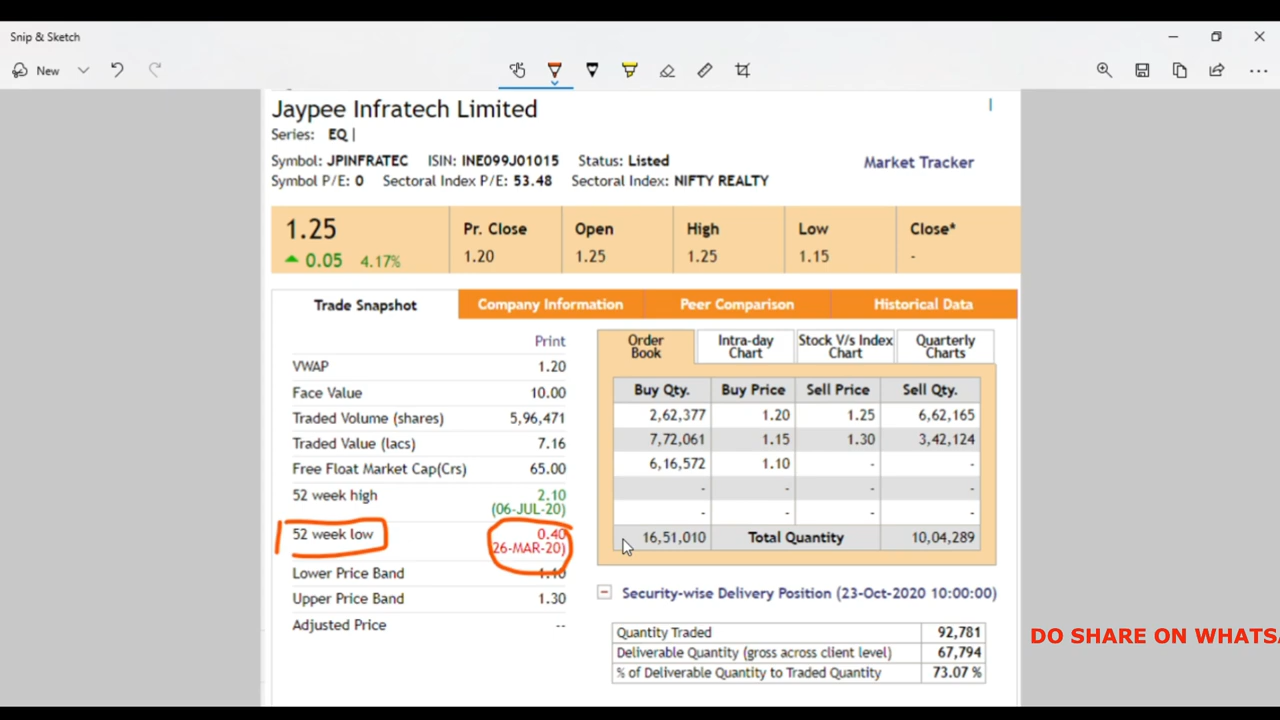 Snip & Sketch
New
Jaypee Infratech Limited
Series: EQ |
Symbol: JPINFRATEC ISIN: INE099J01015 Status: Listed
Market Tracker
Symbol P/E: 0 Sectoral Index P/E: 53.48 Sectoral Index: NIFTY REALTY
1.25 Pr. Close Open High Low Close*
0.05 4.17% 1.20 1.25 1.25 1.15 -
Trade Snapshot Company Information Peer Comparison Historical Data
Print
VWAP 1.20
Face Value 10.00
Traded Volume (shares) 5,96,471
Traded Value (lacs) 7.16
Free Float Market Cap(Crs) 65.00
52 week high 2.10
(06-JUL-20)
52 week low 0.40
26-MAR-20)
Lower Price Band 1.10
Upper Price Band 1.30
Adjusted Price --
Order Book Intra-day Chart Stock V/s Index Chart Quarterly Charts
Buy Qty. Buy Price Sell Price Sell Qty.
2,62,377 1.20 1.25 6,62,165
7,72,061 1.15 1.30 3,42,124
6,16,572 1.10 - -
- - - -
- - - -
16,51,010 Total Quantity 10,04,289
Security-wise Delivery Position (23-Oct-2020 10:00:00)
Quantity Traded 92,781
Deliverable Quantity (gross across client level) 67,794
% of Deliverable Quantity to Traded Quantity 73.07 %
DO SHARE ON WHATSA